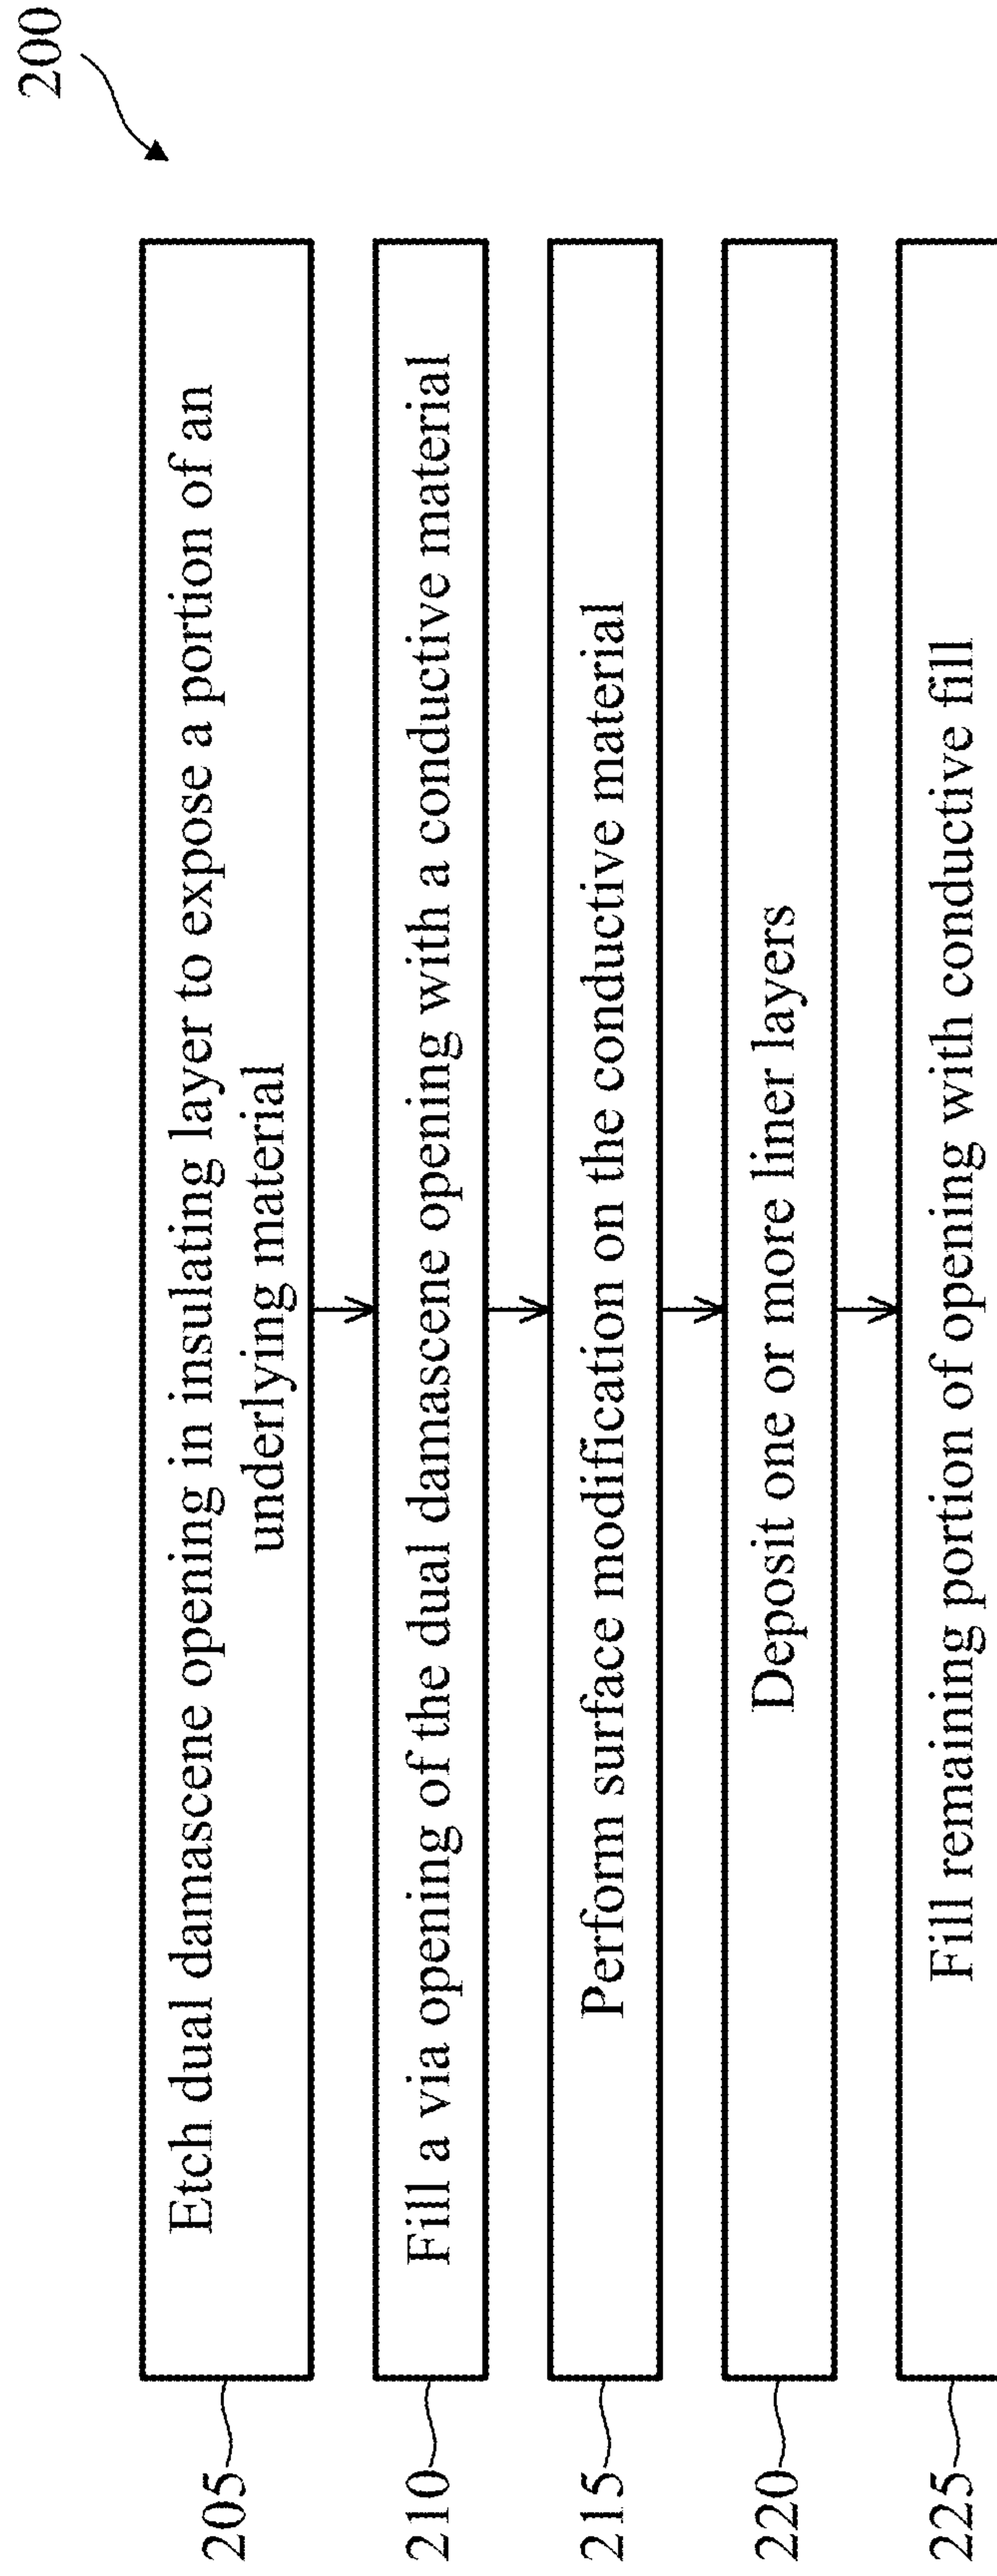 200
205
Etch dual damascene opening in insulating layer to expose a portion of an
underlying material
210
Fill a via opening of the dual damascene opening with a conductive material
215
Perform surface modification on the conductive material
220
Deposit one or more liner layers
225
Fill remaining portion of opening with conductive fill